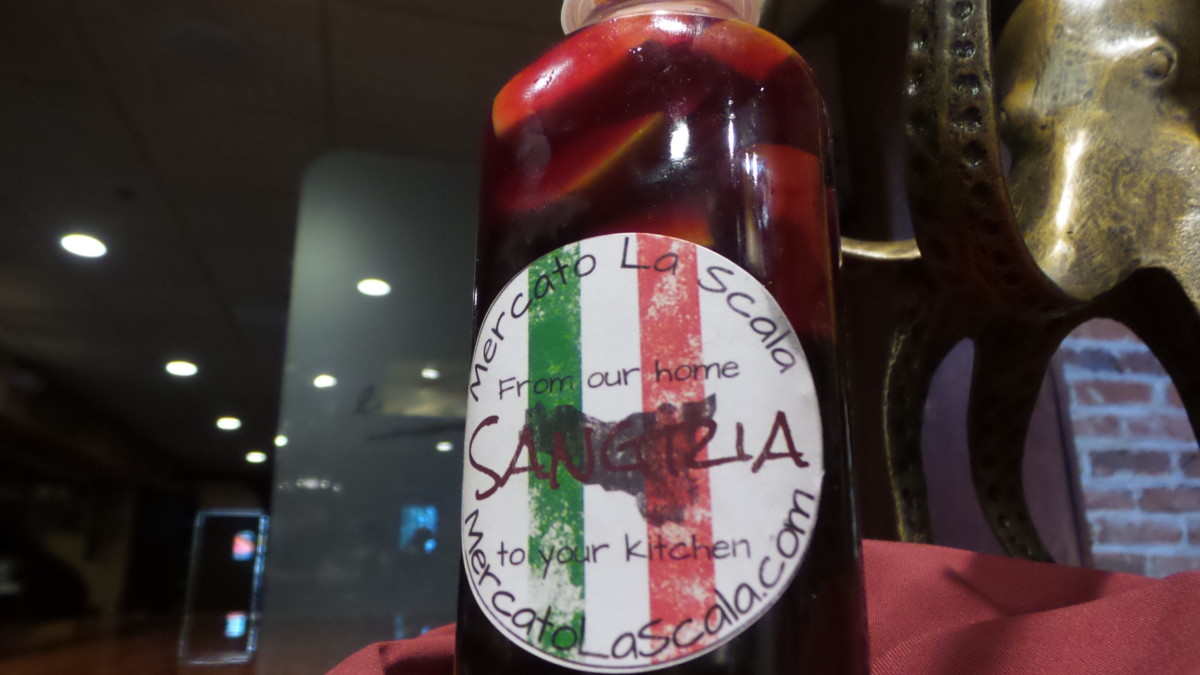 Mercato La Scala
From our home
SANGRIA
to your kitchen
MercatoLaScala.com